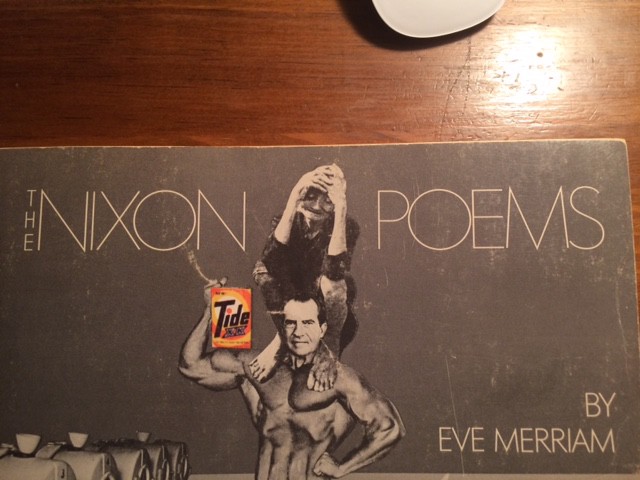 THE NIXON POEMS
Tide
BY
EVE MERRIAM